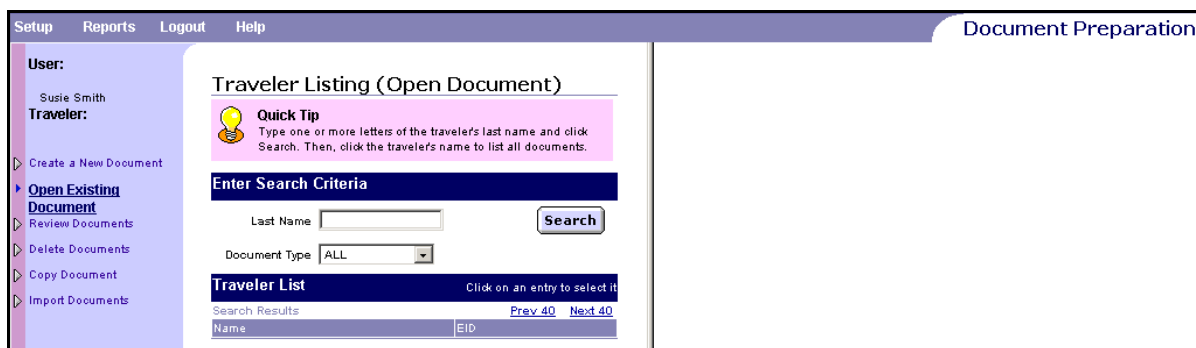 Setup Reports Logout Help
Document Preparation
User:
Susie Smith
Traveler:
Create a New Document
Open Existing
Document
Review Documents
Delete Documents
Copy Document
Import Documents
Traveler Listing (Open Document)
Quick Tip
Type one or more letters of the traveler's last name and click
Search. Then, click the traveler's name to list all documents.
Enter Search Criteria
Last Name
Search
Document Type ALL
Traveler List Click on an entry to select it
Search Results Prev 40 Next 40
Name EID